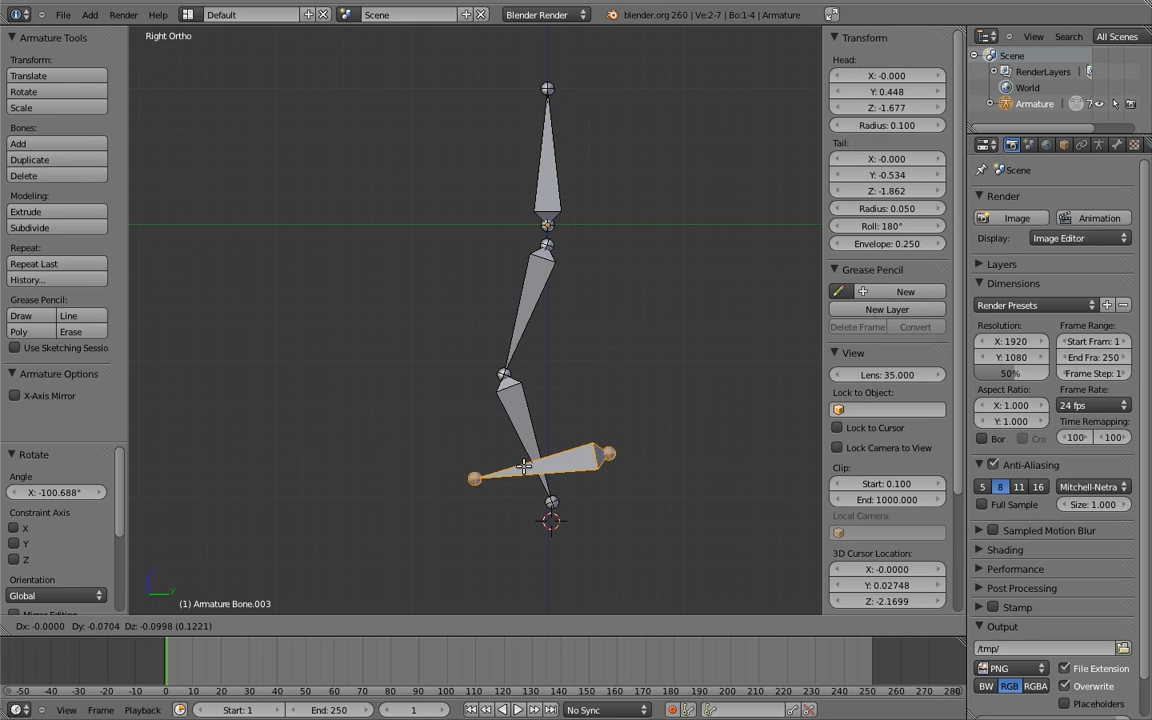 File Add Render Help Default Scene Blender Render blender.org 260 | Ve:2-7 | Bo:1-4 | Armature
Armature Tools
Transform:
Translate
Rotate
Scale
Bones:
Add
Duplicate
Delete
Modeling:
Extrude
Subdivide
Repeat:
Repeat Last
History...
Grease Pencil:
Draw Line
Poly Erase
Use Sketching Sessio
Armature Options
X-Axis Mirror
Rotate
Angle
X: -100.688°
Constraint Axis
X
Y
Z
Orientation
Global
Right Ortho
y
(1) Armature Bone.003
Dx: -0.0000 Dy: -0.0704 Dz: -0.0998 (0.1221)
Transform
Head:
X: -0.000
Y: 0.448
Z: -1.677
Radius: 0.100
Tail:
X: -0.000
Y: -0.534
Z: -1.862
Radius: 0.050
Roll: 180°
Envelope: 0.250
Grease Pencil
New
New Layer
Delete Frame Convert
View
Lens: 35.000
Lock to Object:
Lock to Cursor
Lock Camera to View
Clip:
Start: 0.100
End: 1000.000
Local Camera:
3D Cursor Location:
X: -0.0000
Y: 0.02748
Z: -2.1699
View Search All Scenes
Scene
RenderLayers |
World
Armature |
Scene
Render
Image Animation
Display: Image Editor
Layers
Dimensions
Render Presets
Resolution: Frame Range:
X: 1920 Start Fram: 1
Y: 1080 End Fra: 250
50% Frame Step: 1
Aspect Ratio: Frame Rate:
X: 1.000 24 fps
Y: 1.000 Time Remapping:
Bor Cro 100 100
Anti-Aliasing
5 8 11 16 Mitchell-Netra
Full Sample Size: 1.000
Sampled Motion Blur
Shading
Performance
Post Processing
Stamp
Output
/tmp/
PNG File Extension
BW RGB RGBA Overwrite
Placeholders
-50 -40 -30 -20 -10 0 10 20 30 40 50 60 70 80 90 100 110 120 130 140 150 160 170 180 190 200 210 220 230 240 250 260 270 280
View Frame Playback Start: 1 End: 250 1 No Sync